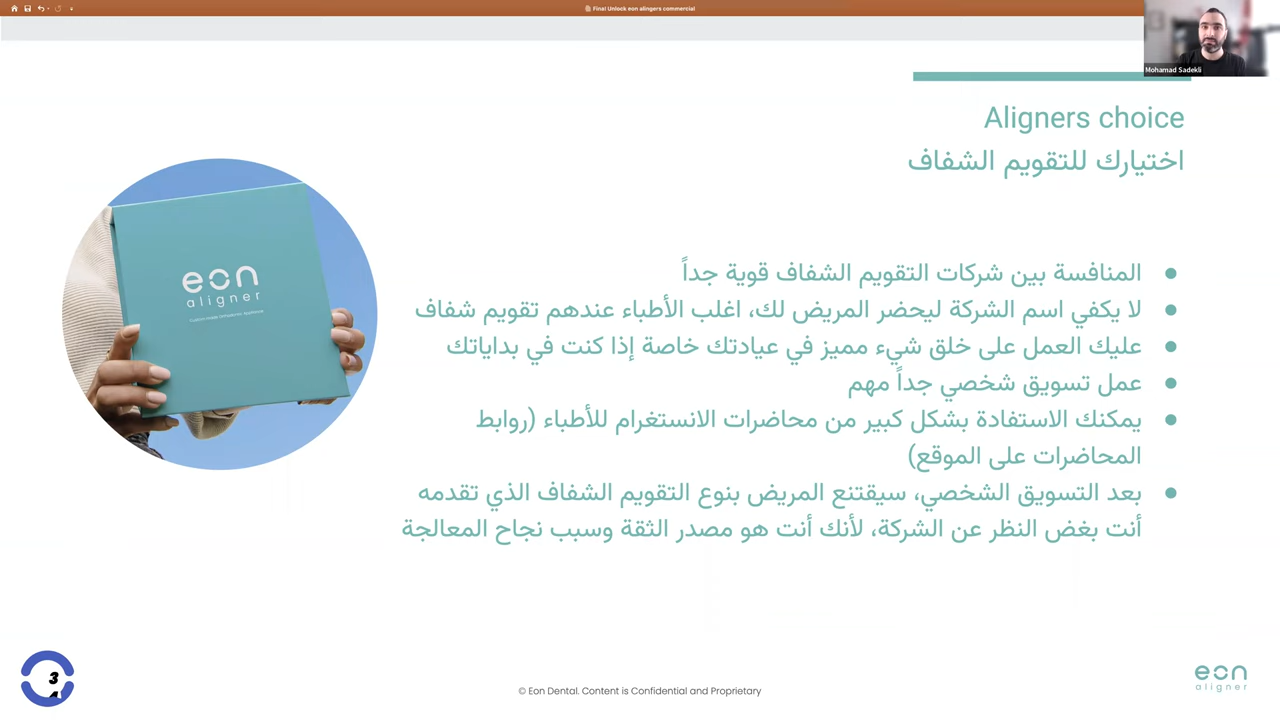 Final Unlock eon alingers commercial
Mohamad Sadekli
Aligners choice
اختيارك للتقويم الشفاف
المنافسة بين شركات التقويم الشفاف قوية جداً
لا يكفي اسم الشركة ليحضر المريض لك، اغلب الأطباء عندهم تقويم شفاف
عليك العمل على خلق شيء مميز في عيادتك خاصة إذا كنت في بداياتك
عمل تسويق شخصي جداً مهم
يمكنك الاستفادة بشكل كبير من محاضرات الانستغرام للأطباء (روابط
المحاضرات على الموقع)
بعد التسويق الشخصي، سيقتنع المريض بنوع التقويم الشفاف الذي تقدمه
أنت بغض النظر عن الشركة، لأنك أنت هو مصدر الثقة وسبب نجاح المعالجة
eon
aligner
3
© Eon Dental. Content is Confidential and Proprietary
eon
aligner